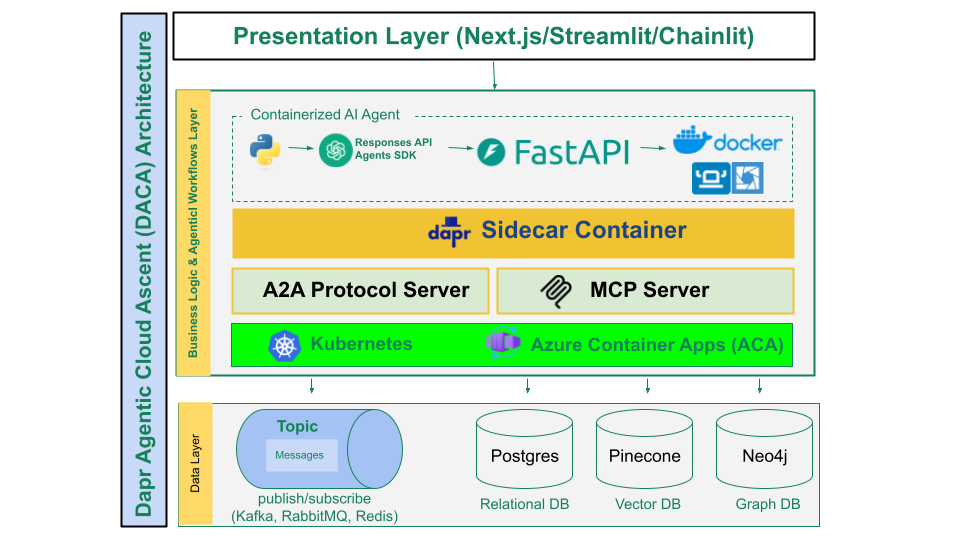 Dapr Agentic Cloud Ascent (DACA) Architecture
Presentation Layer (Next.js/Streamlit/Chainlit)
Business Logic & AgenticI Workflows Layer
Containerized AI Agent
Responses API
Agents SDK
FastAPI
docker
dapr
Sidecar Container
A2A Protocol Server
MCP Server
Kubernetes
Azure Container Apps (ACA)
Data Layer
Topic
Messages
publish/subscribe
(Kafka, RabbitMQ, Redis)
Postgres
Relational DB
Pinecone
Vector DB
Neo4j
Graph DB